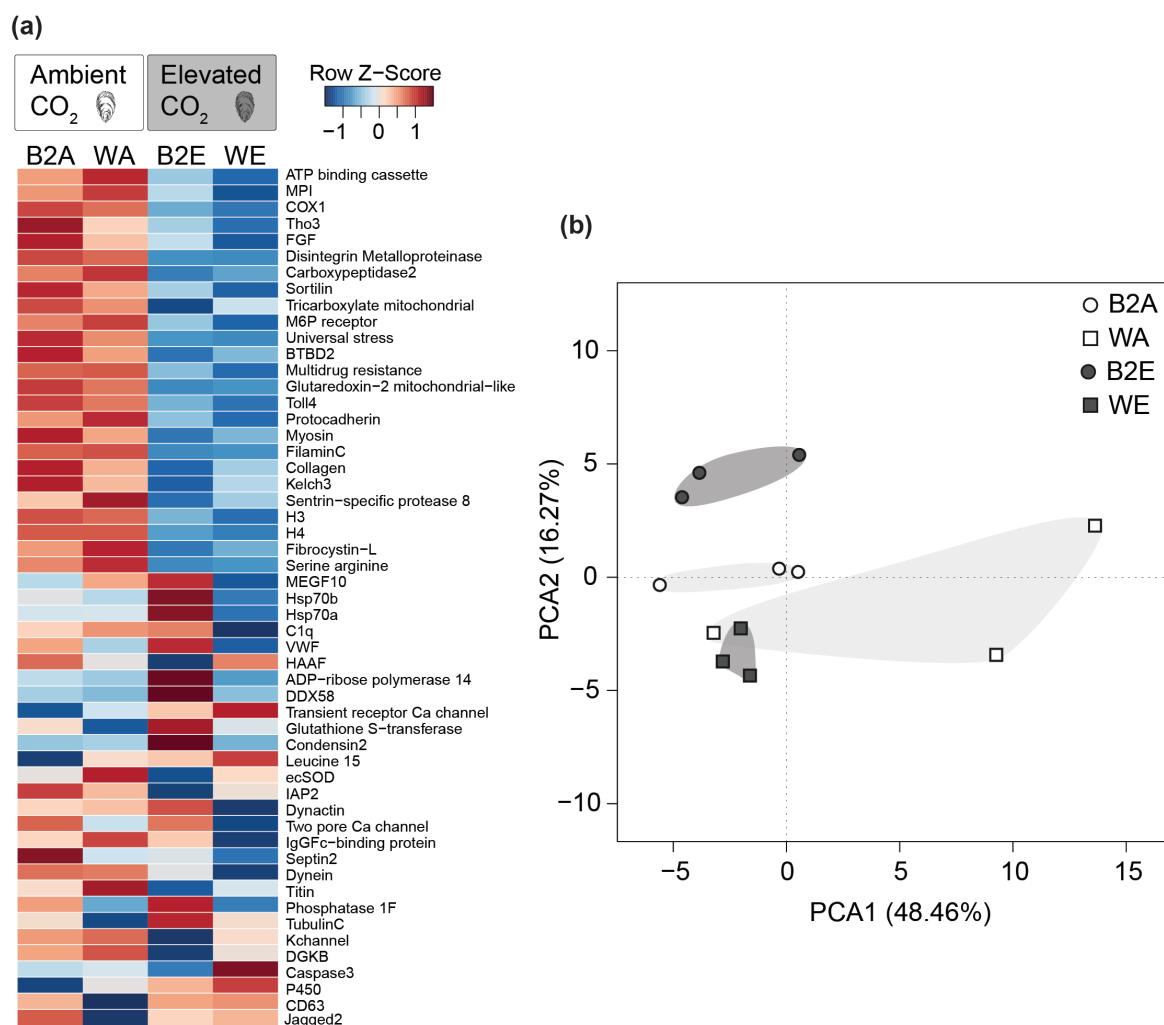 (a)
Ambient
CO2
Elevated
CO2
Row Z−Score
−1 0 1
B2A WA B2E WE
ATP binding cassette
MPI
COX1
Tho3
FGF
Disintegrin Metalloproteinase
Carboxypeptidase2
Sortilin
Tricarboxylate mitochondrial
M6P receptor
Universal stress
BTBD2
Multidrug resistance
Glutaredoxin−2 mitochondrial−like
Toll4
Protocadherin
Myosin
FilaminC
Collagen
Kelch3
Sentrin−specific protease 8
H3
H4
Fibrocystin−L
Serine arginine
MEGF10
Hsp70b
Hsp70a
C1q
VWF
HAAF
ADP−ribose polymerase 14
DDX58
Transient receptor Ca channel
Glutathione S−transferase
Condensin2
Leucine 15
ecSOD
IAP2
Dynactin
Two pore Ca channel
IgGFc−binding protein
Septin2
Dynein
Titin
Phosphatase 1F
TubulinC
Kchannel
DGKB
Caspase3
P450
CD63
Jagged2
(b)
B2A
WA
B2E
WE
10
5
0
−5
−10
PCA2 (16.27%)
−5 0 5 10 15
PCA1 (48.46%)